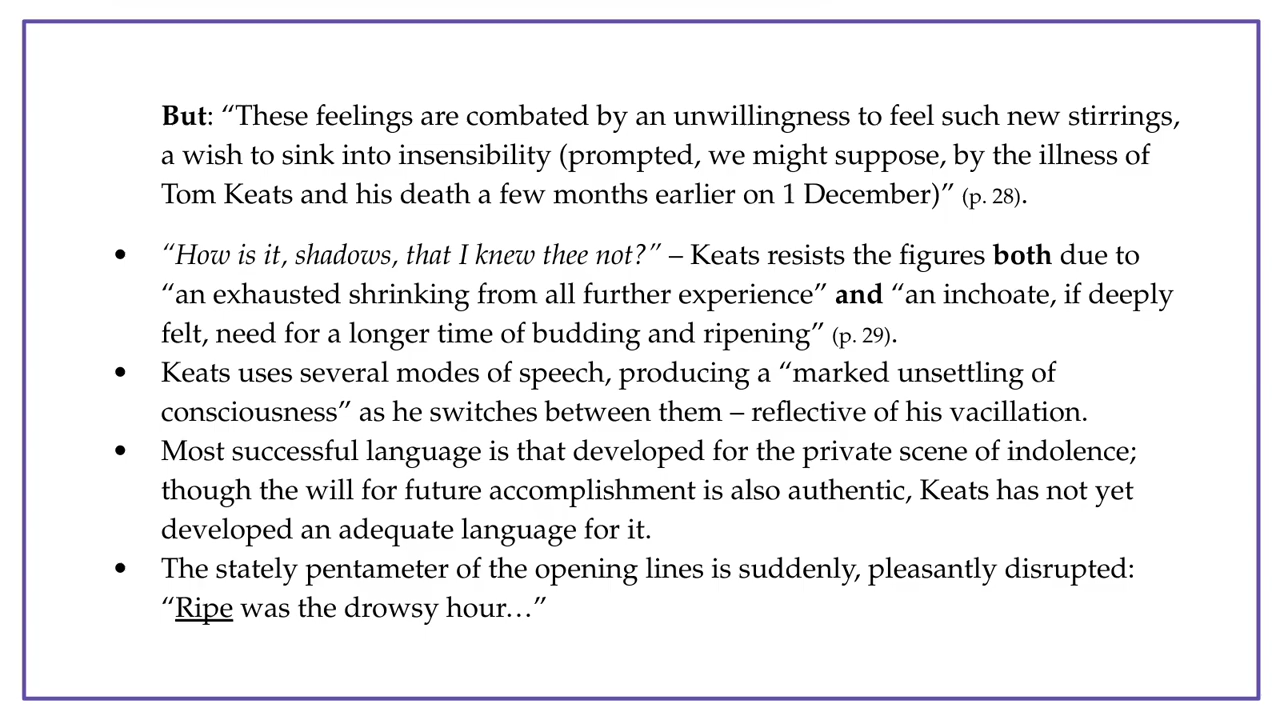 But: “These feelings are combated by an unwillingness to feel such new stirrings,
a wish to sink into insensibility (prompted, we might suppose, by the illness of
Tom Keats and his death a few months earlier on 1 December)” (p. 28).
• “How is it, shadows, that I knew thee not?” – Keats resists the figures both due to
“an exhausted shrinking from all further experience” and “an inchoate, if deeply
felt, need for a longer time of budding and ripening” (p. 29).
• Keats uses several modes of speech, producing a “marked unsettling of
consciousness” as he switches between them – reflective of his vacillation.
• Most successful language is that developed for the private scene of indolence;
though the will for future accomplishment is also authentic, Keats has not yet
developed an adequate language for it.
• The stately pentameter of the opening lines is suddenly, pleasantly disrupted:
“Ripe was the drowsy hour…”